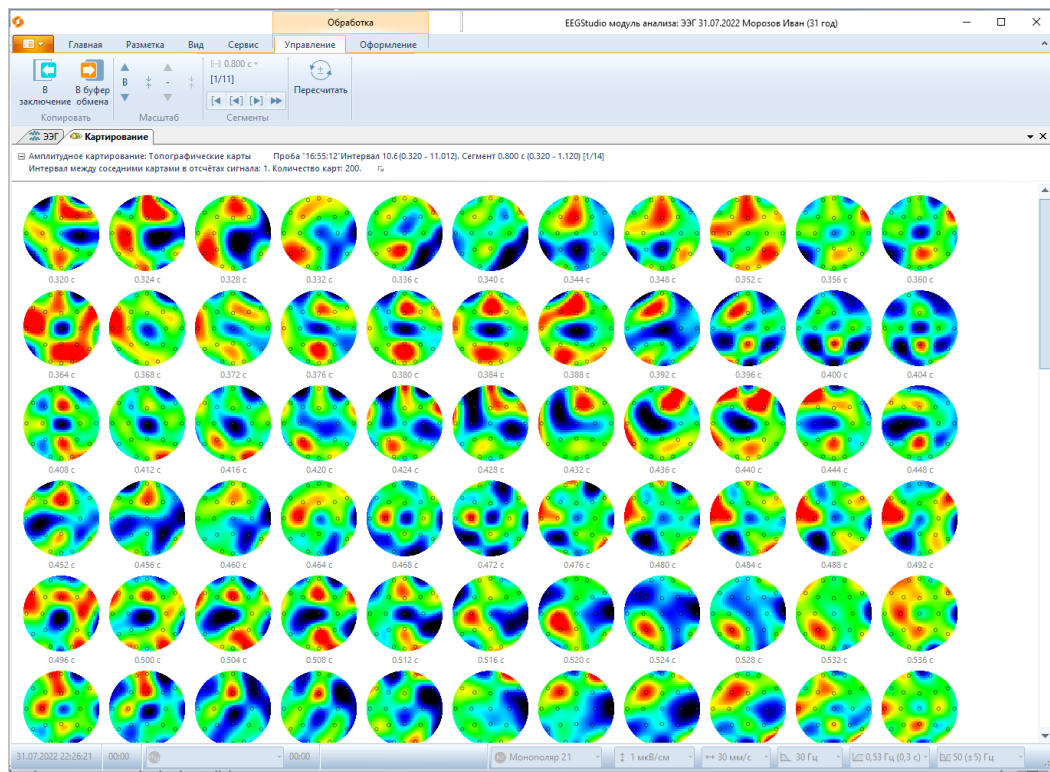 Обработка
EEGStudio модуль анализа: ЭЭГ 31.07.2022 Морозов Иван (31 год)
Главная Разметка Вид Сервис Управление Оформление
0.800 с
В В буфер В - [1/11] Пересчитать
заключение обмена
Копировать Масштаб Сегменты
ЭЭГ Картирование
Амплитудное картирование: Топографические карты Проба "16:55:12"Интервал 10.6(0.320 - 11.012). Сегмент 0.800 с (0.320 - 1.120) [1/14]
Интервал между соседними картами в отсчётах сигнала: 1. Количество карт: 200.
0.320 с 0.324 с 0.328 с 0.332 с 0.336 с 0.340 с 0.344 с 0.348 с 0.352 с 0.356 с 0.360 с
0.364 с 0.368 с 0.372 с 0.376 с 0.380 с 0.384 с 0.388 с 0.392 с 0.396 с 0.400 с 0.404 с
0.408 с 0.412 с 0.416 с 0.420 с 0.424 с 0.428 с 0.432 с 0.436 с 0.440 с 0.444 с 0.448 с
0.452 с 0.456 с 0.460 с 0.464 с 0.468 с 0.472 с 0.476 с 0.480 с 0.484 с 0.488 с 0.492 с
0.496 с 0.500 с 0.504 с 0.508 с 0.512 с 0.516 с 0.520 с 0.524 с 0.528 с 0.532 с 0.536 с
31.07.2022 22:26:21 00:00 00:00 Монополяр 21 1 мкВ/см 30 мм/с 30 Гц 0,53 Гц (0,3 с) 50 (±5) Гц